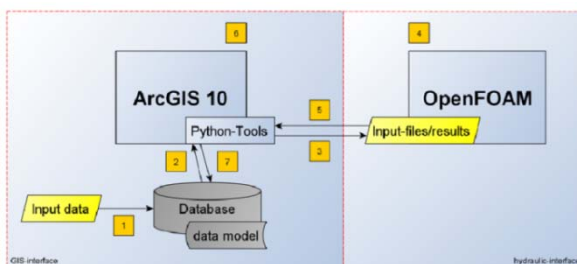 6
4
ArcGIS 10
OpenFOAM
5
Python-Tools
Input-files/results
2
7
3
Input data
1
Database
data model
GIS-interface
hydraulic-interface